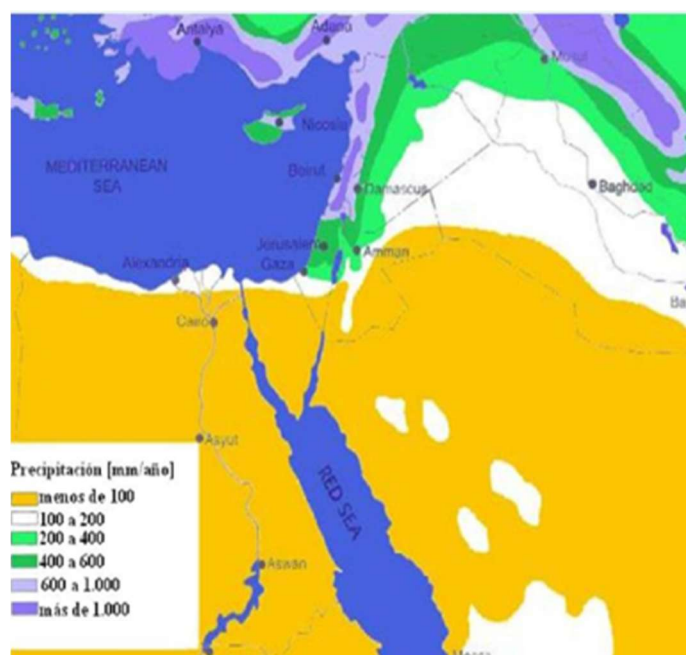 Antalya
Adana
Mosul
Nicosia
MEDITERRANEAN
SEA
Beirut
Damascus
Baghdad
Jerusalem
Amman
Alexandria
Gaza
Ba
Cairo
Asyut
RED SEA
Aswan
Precipitación [mm/año]
menos de 100
100 a 200
200 a 400
400 a 600
600 a 1.000
más de 1.000